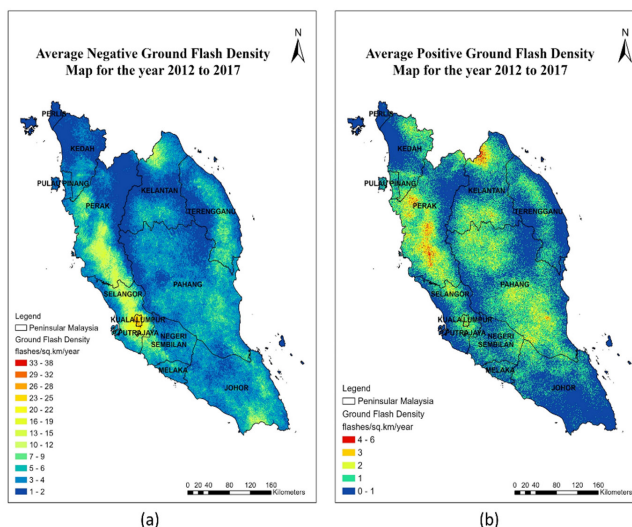 Average Negative Ground Flash Density
Map for the year 2012 to 2017
N
PERLIS
KEDAH
PULAU PINANG
PERAK
KELANTAN
TERENGGANU
PAHANG
SELANGOR
KUALA LUMPUR
PUTRAJAYA
NEGERI
SEMBILAN
MELAKA
JOHOR
Legend
Peninsular Malaysia
Ground Flash Density
flashes/sq.km/year
33 - 38
29 - 32
26 - 28
23 - 25
20 - 22
16 - 19
13 - 15
10 - 12
7 - 9
5 - 6
3 - 4
1 - 2
0 20 40 80 120 160
Kilometers
(a)
Average Positive Ground Flash Density
Map for the year 2012 to 2017
N
PERLIS
KEDAH
PULAU PINANG
PERAK
KELANTAN
TERENGGANU
PAHANG
SELANGOR
KUALA LUMPUR
PUTRAJAYA
NEGERI
SEMBILAN
MELAKA
JOHOR
Legend
Peninsular Malaysia
Ground Flash Density
flashes/sq.km/year
4 - 6
3
2
1
0 - 1
0 20 40 80 120 160
Kilometers
(b)